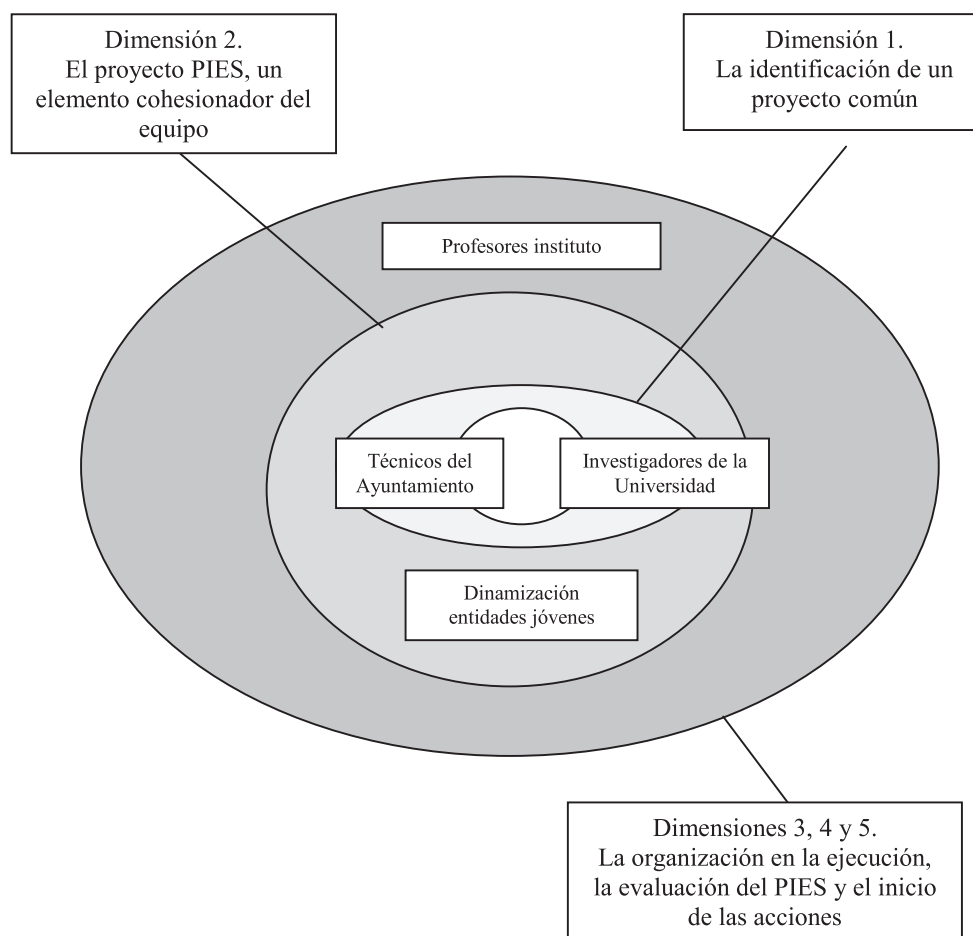 Dimensión 2.
El proyecto PIES, un
elemento cohesionador del
equipo
Dimensión 1.
La identificación de un
proyecto común
Profesores instituto
Técnicos del
Ayuntamiento
Investigadores de la
Universidad
Dinamización
entidades jóvenes
Dimensiones 3, 4 y 5.
La organización en la ejecución,
la evaluación del PIES y el inicio
de las acciones